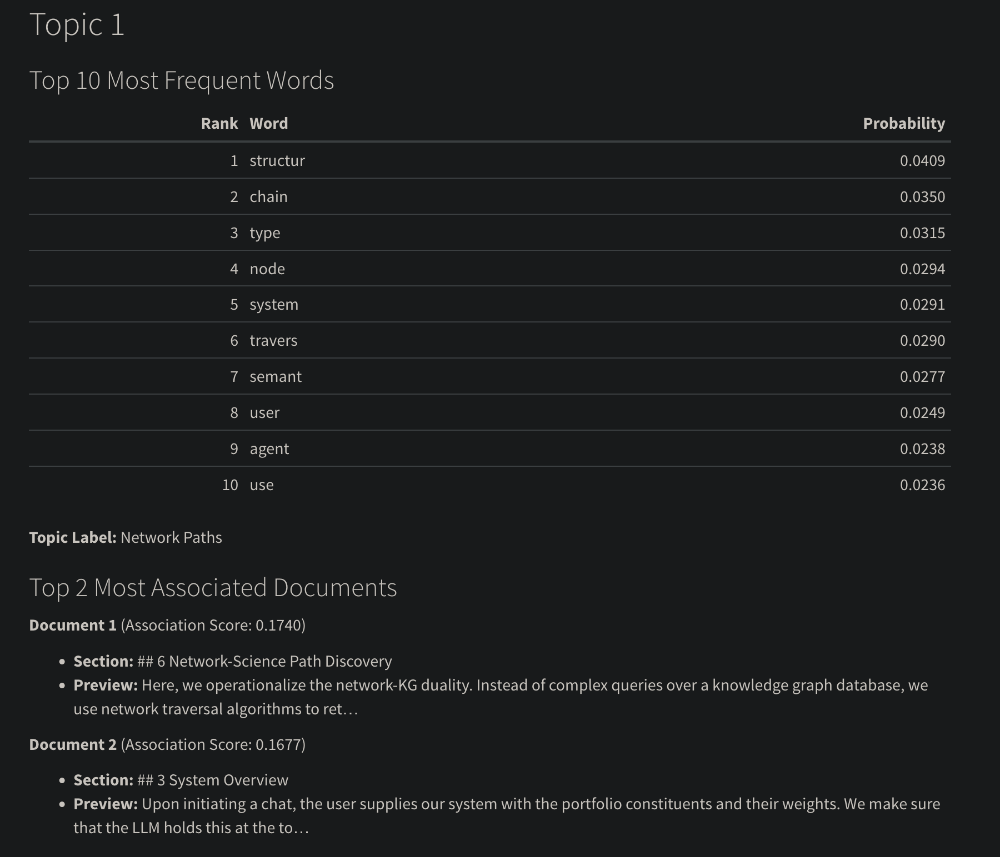 Topic 1
Top 10 Most Frequent Words
Rank Word Probability
1 structur 0.0409
2 chain 0.0350
3 type 0.0315
4 node 0.0294
5 system 0.0291
6 travers 0.0290
7 semant 0.0277
8 user 0.0249
9 agent 0.0238
10 use 0.0236
Topic Label: Network Paths
Top 2 Most Associated Documents
Document 1 (Association Score: 0.1740)
• Section: ## 6 Network-Science Path Discovery
• Preview: Here, we operationalize the network-KG duality. Instead of complex queries over a knowledge graph database, we
use network traversal algorithms to ret…
Document 2 (Association Score: 0.1677)
• Section: ## 3 System Overview
• Preview: Upon initiating a chat, the user supplies our system with the portfolio constituents and their weights. We make sure
that the LLM holds this at the to…